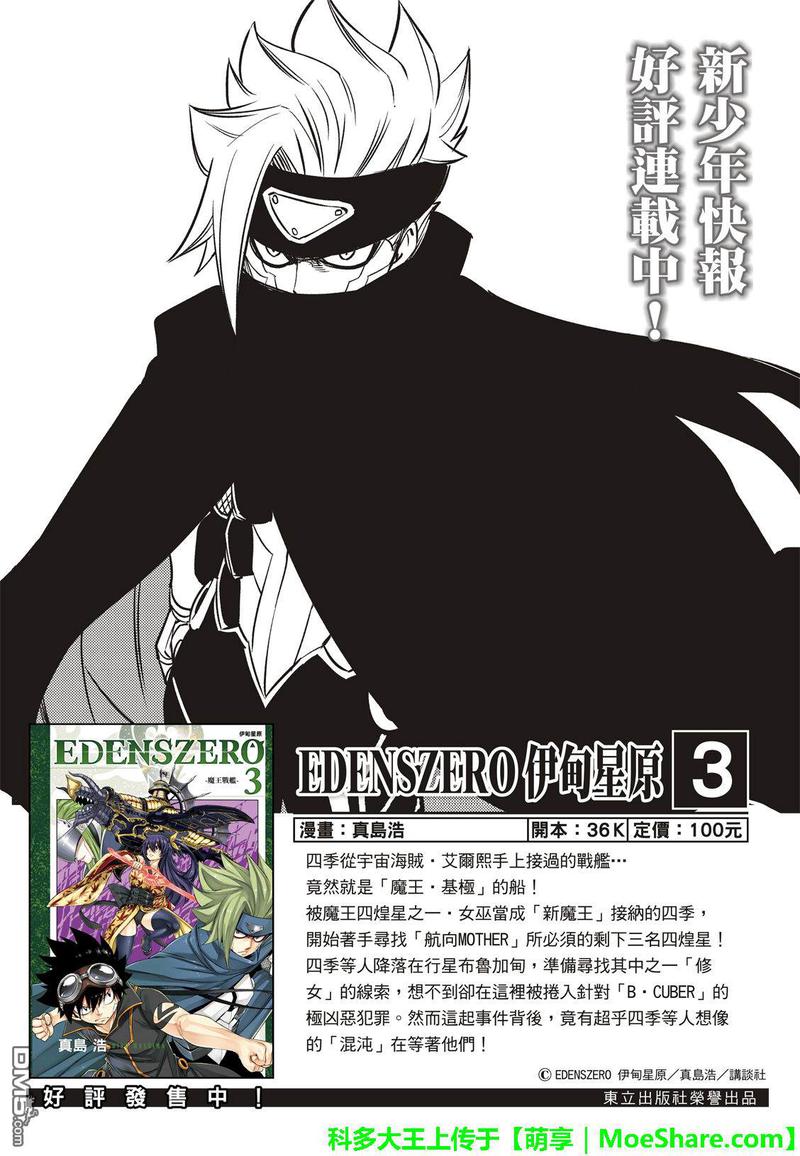 新少年快報
好評連載中！
伊甸星原
EDENSZERO
3
-魔王戰艦-
真島 浩
HIRO MASHIMA
好評發售中！
EDENSZERO 伊甸星原 3
漫畫：真島浩 開本：36K 定價：100元
四季從宇宙海賊・艾爾熙手上接過的戰艦…
竟然就是「魔王・基極」的船！
被魔王四煌星之一・女巫當成「新魔王」接納的四季，
開始著手尋找「航向MOTHER」所必須的剩下三名四煌星！
四季等人降落在行星布魯加甸，準備尋找其中之一「修
女」的線索，想不到卻在這裡被捲入針對「B・CUBER」的
極凶惡犯罪。然而這起事件背後，竟有超乎四季等人想像
的「混沌」在等著他們！
© EDENSZERO 伊甸星原／真島浩／講談社
東立出版社榮譽出品
DM5.com
科多大王上传于【萌享│MoeShare.com】